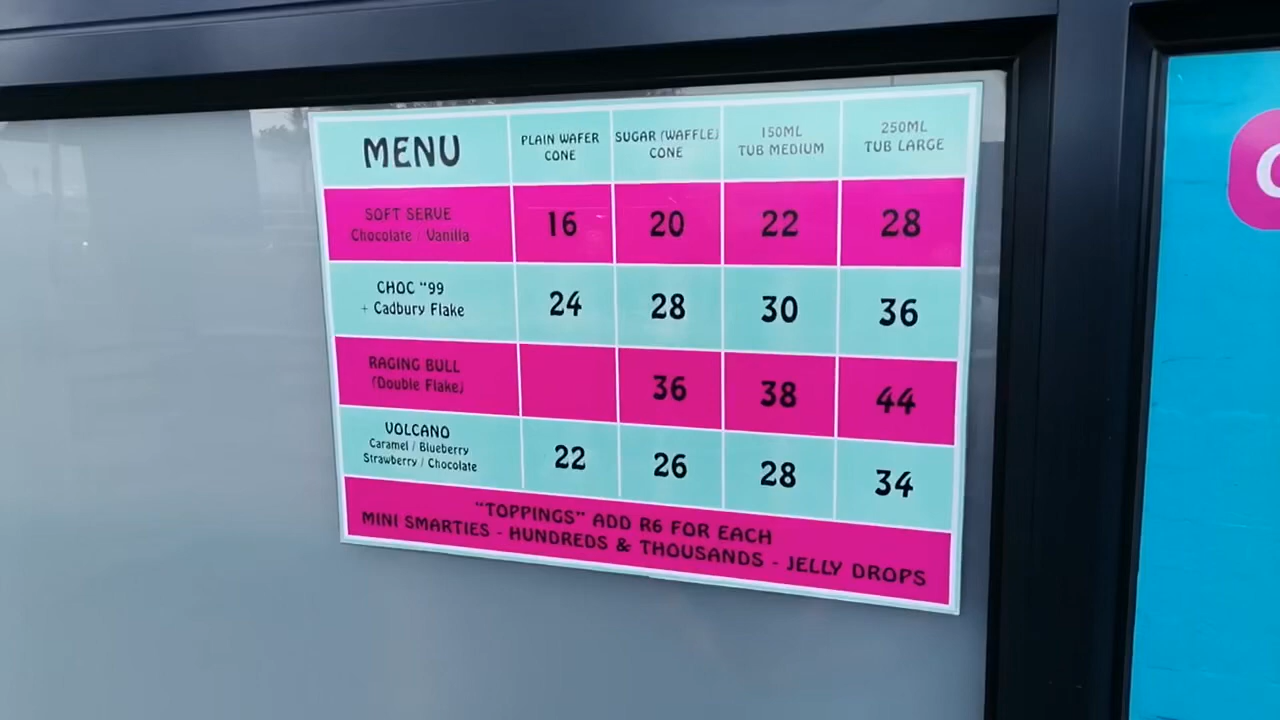 MENU
PLAIN WAFER CONE
SUGAR (WAFFLE) CONE
150ML TUB MEDIUM
250ML TUB LARGE
SOFT SERVE
Chocolate / Vanilla
16 20 22 28
CHOC "99
+ Cadbury Flake
24 28 30 36
RAGING BULL
(Double Flake)
36 38 44
VOLCANO
Caramel / Blueberry
Strawberry / Chocolate
22 26 28 34
"TOPPINGS" ADD R6 FOR EACH
MINI SMARTIES - HUNDREDS & THOUSANDS - JELLY DROPS